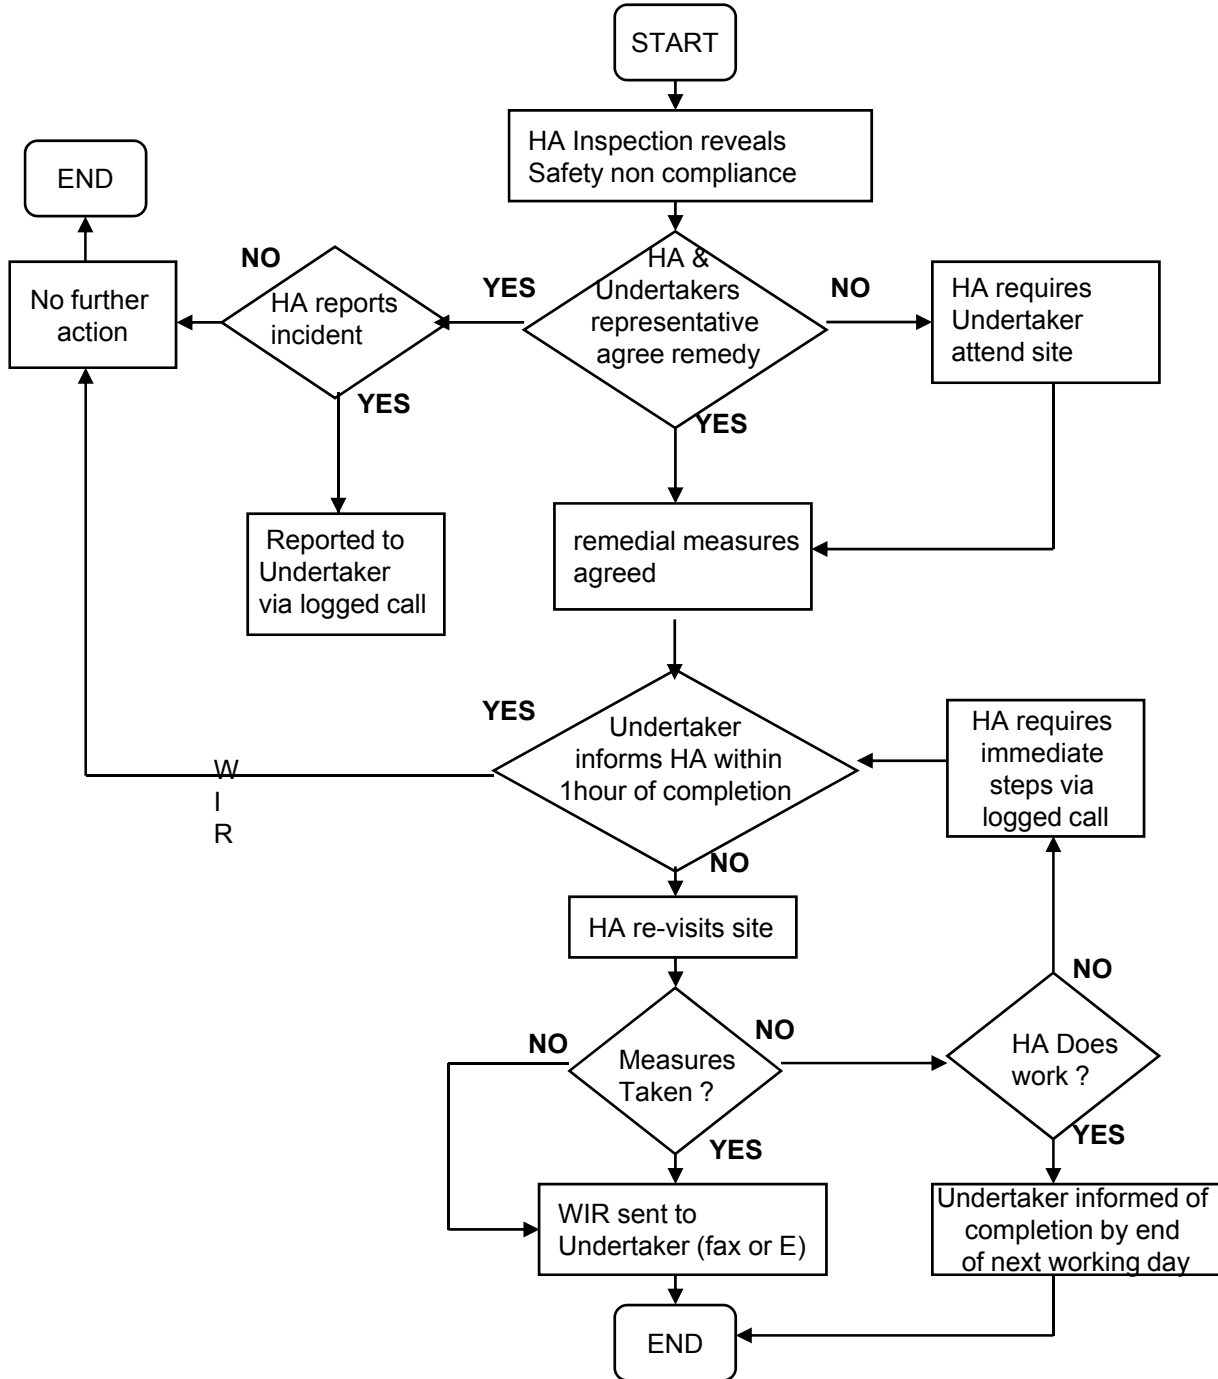 START
HA Inspection reveals
Safety non compliance
END
NO
HA reports
incident
YES
HA &
Undertakers
representative
agree remedy
YES
NO
HA requires
Undertaker
attend site
No further
action
YES
Reported to
Undertaker
via logged call
remedial measures
agreed
YES
Undertaker
informs HA within
1hour of completion
HA requires
immediate
steps via
logged call
W
I
R
NO
HA re-visits site
NO
NO
Measures
Taken ?
NO
HA Does
work ?
YES
YES
WIR sent to
Undertaker (fax or E)
Undertaker informed of
completion by end
of next working day
END